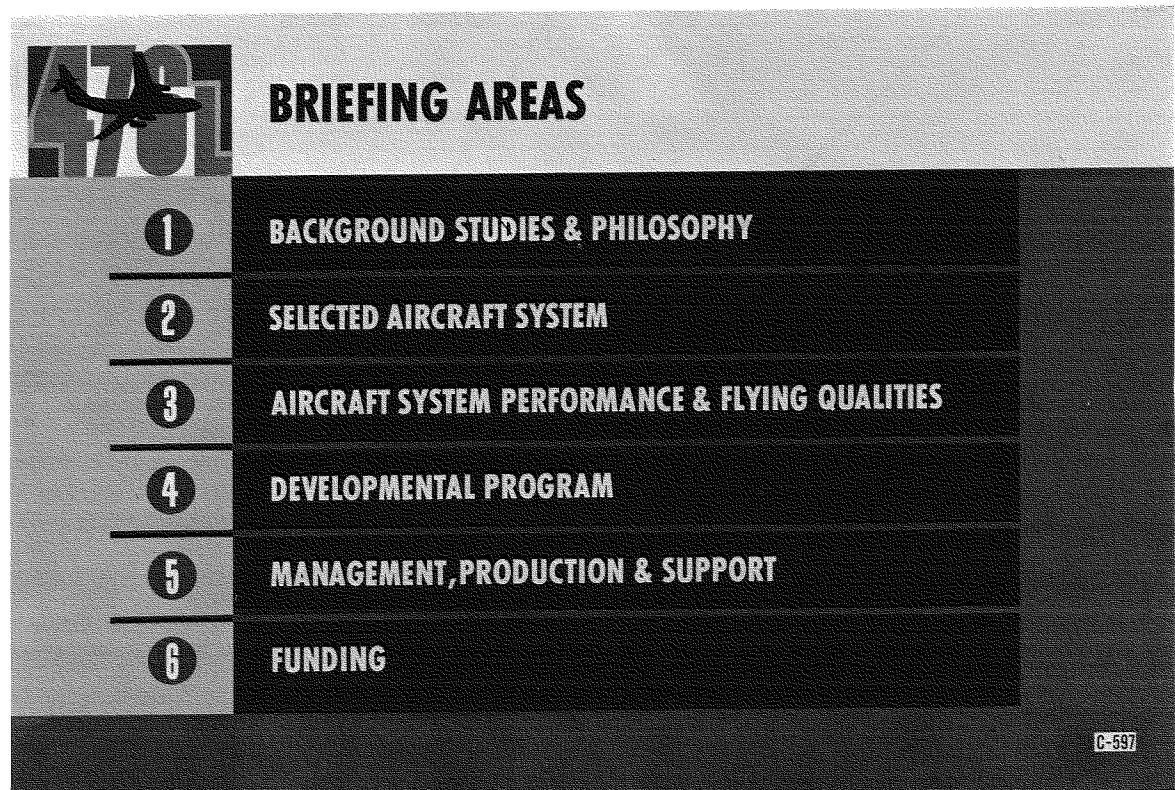 476L
BRIEFING AREAS
1 BACKGROUND STUDIES & PHILOSOPHY
2 SELECTED AIRCRAFT SYSTEM
3 AIRCRAFT SYSTEM PERFORMANCE & FLYING QUALITIES
4 DEVELOPMENTAL PROGRAM
5 MANAGEMENT, PRODUCTION & SUPPORT
6 FUNDING
C-597